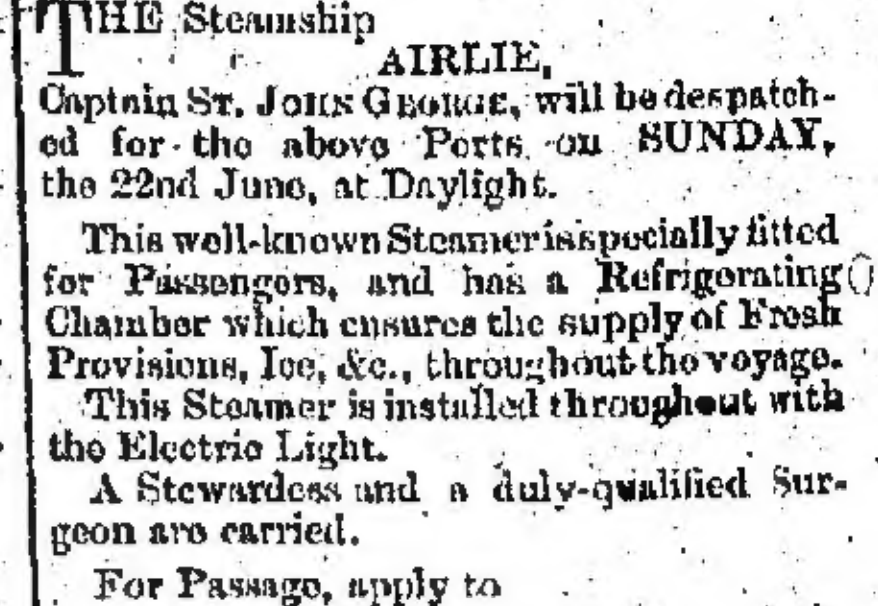 THE Steamship
AIRLIE,
Captain ST. JOHN GEORGE, will be despatch-
ed for the above Ports on SUNDAY,
the 22nd June, at Daylight.
This well-known Steamer is specially fitted
for Passengers, and has a Refrigerating
Chamber which ensures the supply of Fresh
Provisions, Ice, &c., throughout the voyage.
This Steamer is installed throughout with
the Electric Light.
A Stewardess and a duly-qualified Sur-
geon are carried.
For Passage, apply to